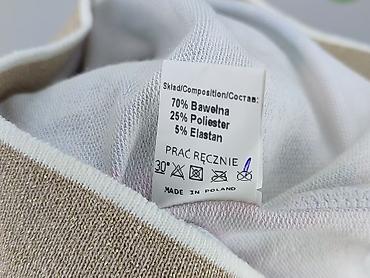 Skład/Composition/Состав:
70% Bawełna
25% Poliester
5% Elastan
PRAĆ RĘCZNIE
30°
MADE IN POLAND